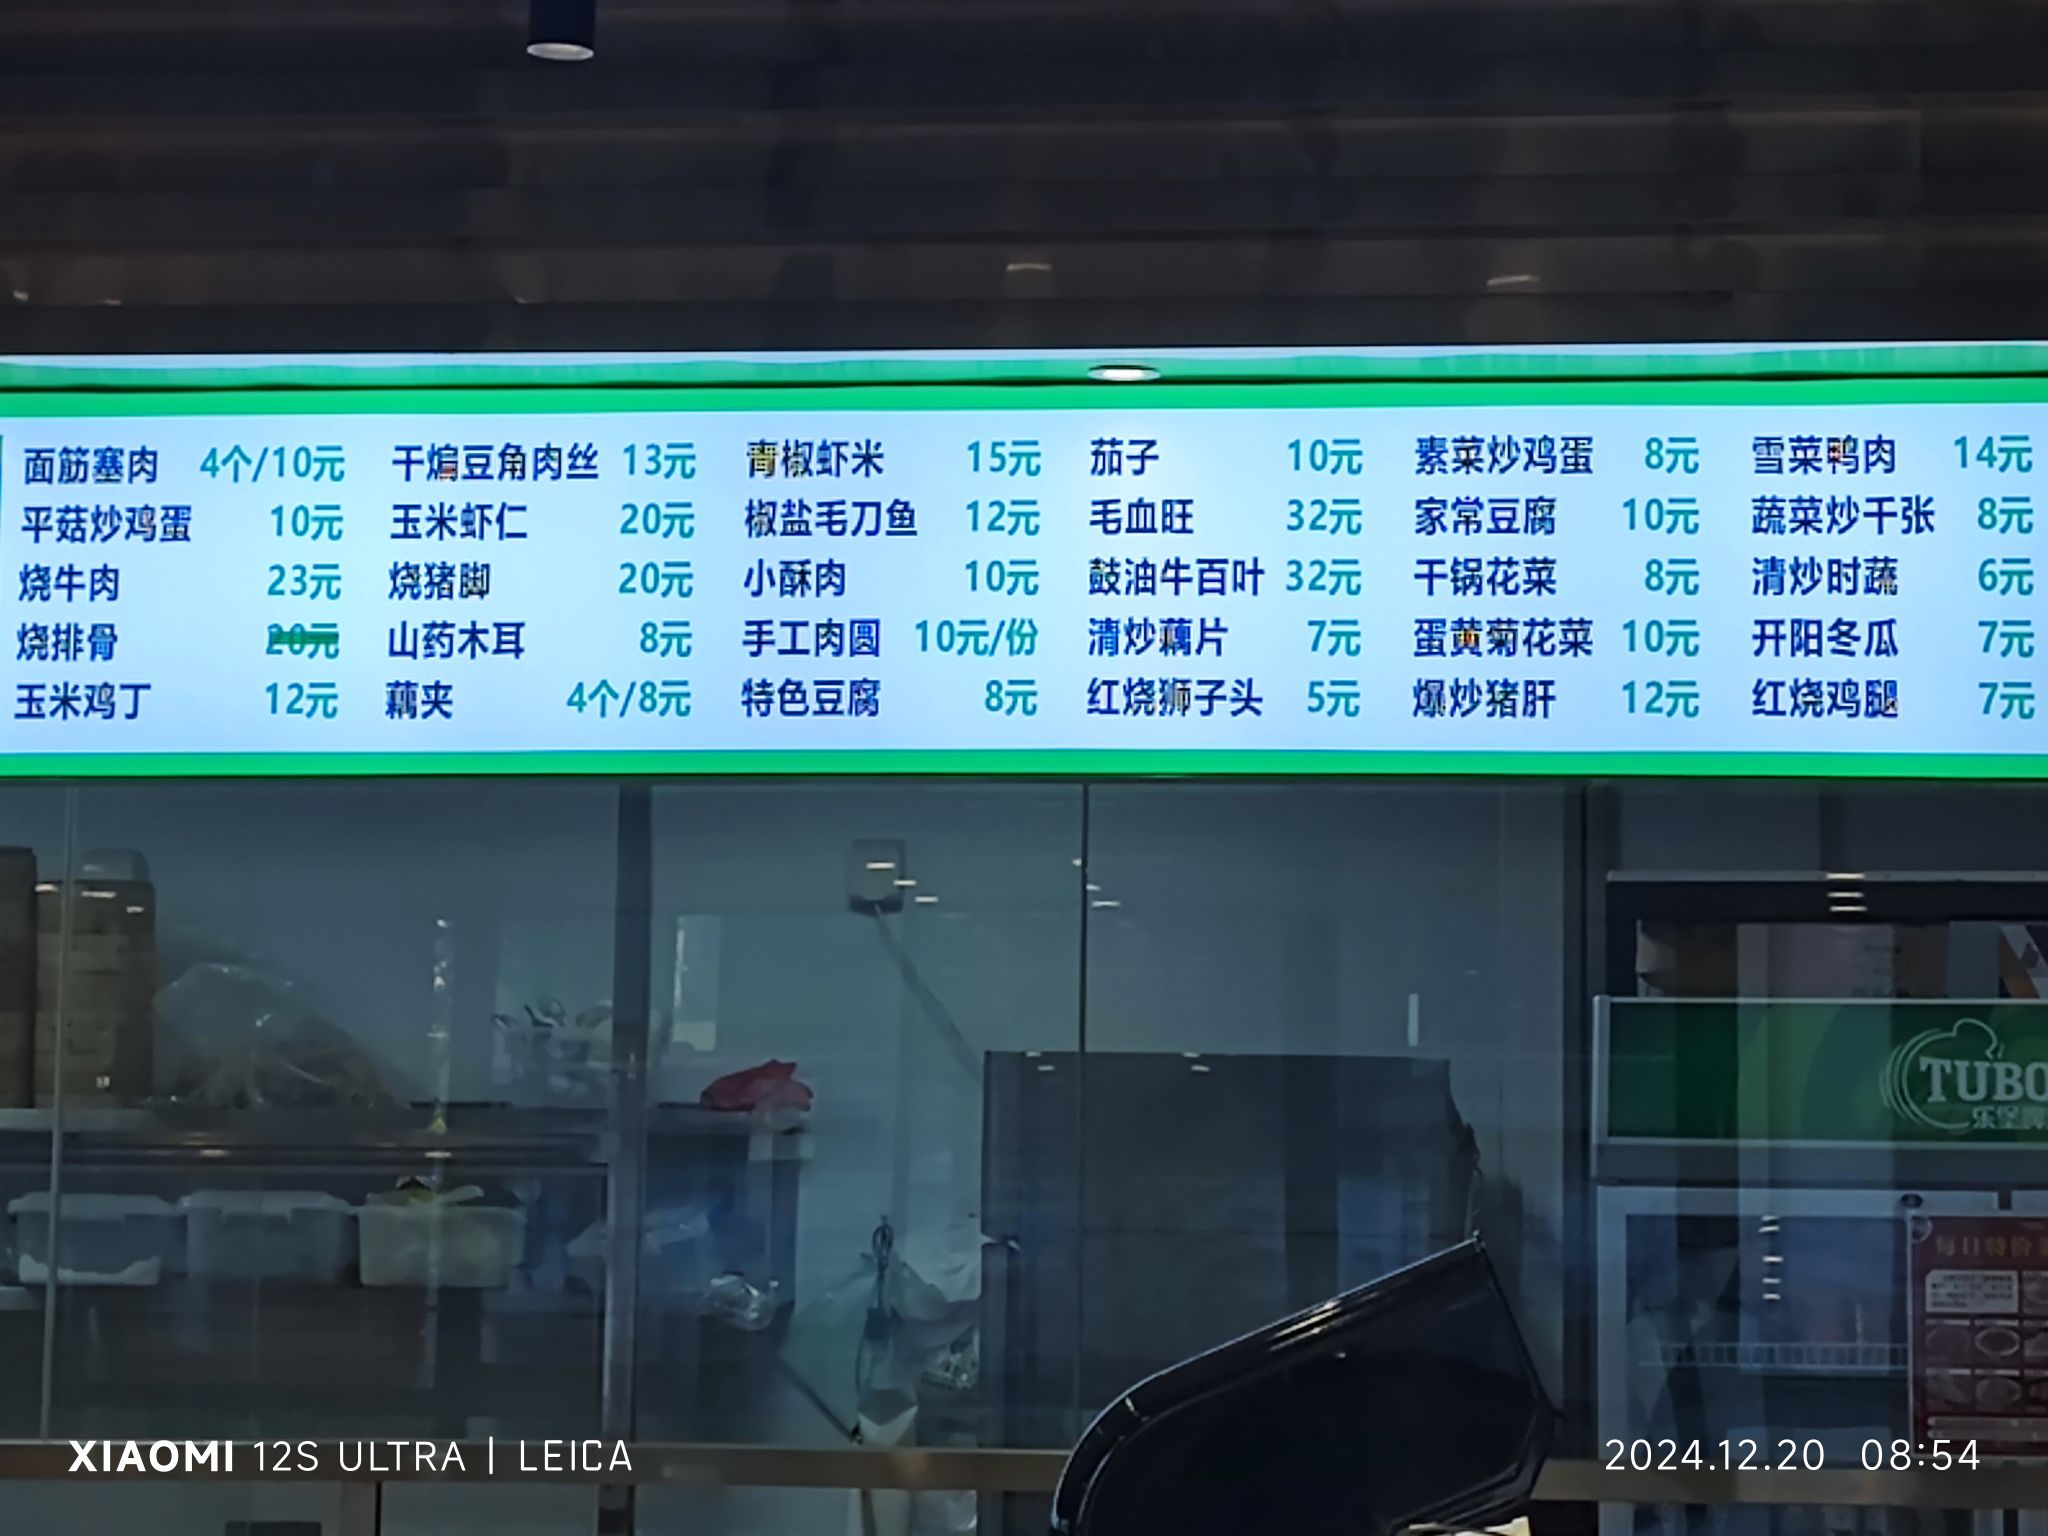 面筋塞肉 4个/10元 干煸豆角肉丝 13元 青椒虾米 15元 茄子 10元 素菜炒鸡蛋 8元 雪菜鸭肉 14元
平菇炒鸡蛋 10元 玉米虾仁 20元 椒盐毛刀鱼 12元 毛血旺 32元 家常豆腐 10元 蔬菜炒干张 8元
烧牛肉 23元 烧猪脚 20元 小酥肉 10元 鼓油牛百叶 32元 干锅花菜 8元 清炒时蔬 6元
烧排骨 20元 山药木耳 8元 手工肉圆 10元/份 清炒藕片 7元 蛋黄菊花菜 10元 开阳冬瓜 7元
玉米鸡丁 12元 藕夹 4个/8元 特色豆腐 8元 红烧狮子头 5元 爆炒猪肝 12元 红烧鸡腿 7元
TUBO
乐堡啤
每日特价
XIAOMI 12S ULTRA | LEICA
2024.12.20 08:54